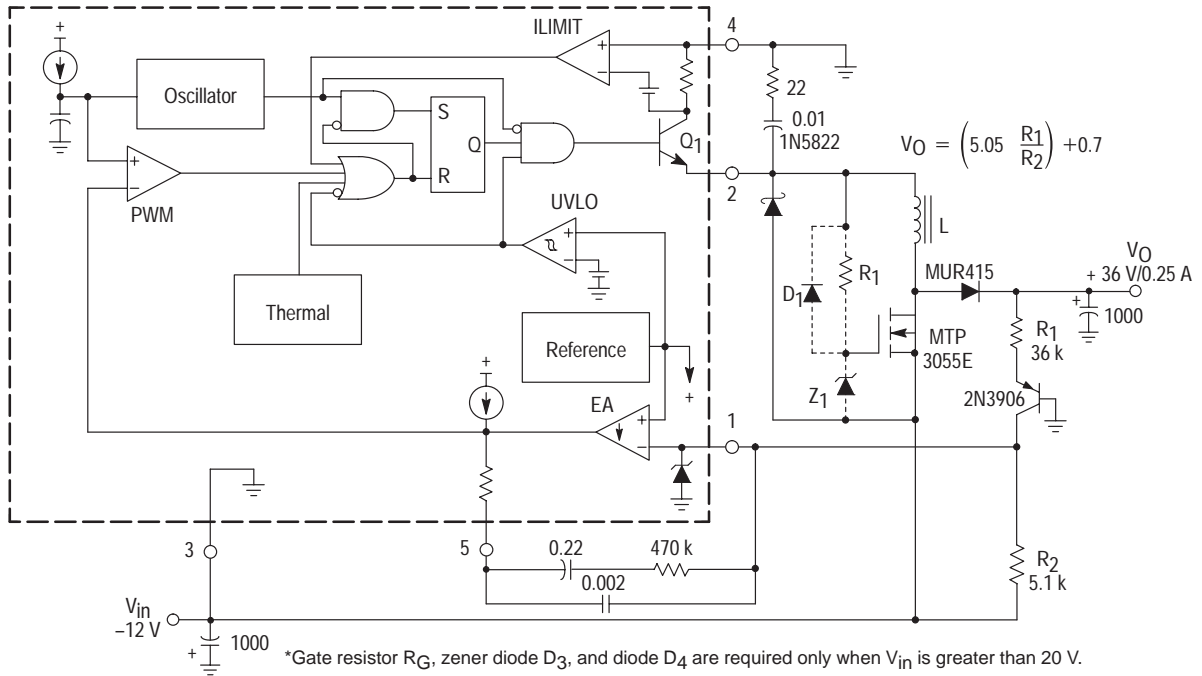 +
Oscillator
+
−
PWM
Thermal
S
Q
R
ILIMIT
+
−
Q1
UVLO
+
−
Reference
+
+
EA
+
−
4
22
0.01
1N5822
2
VO = (5.05 R1/R2) +0.7
L
D1
R1
Z1
MUR415
MTP
3055E
VO
+ 36 V/0.25 A
+
1000
R1
36 k
2N3906
1
R2
5.1 k
3
5
0.22
470 k
0.002
Vin
–12 V
+
1000
*Gate resistor RG, zener diode D3, and diode D4 are required only when Vin is greater than 20 V.